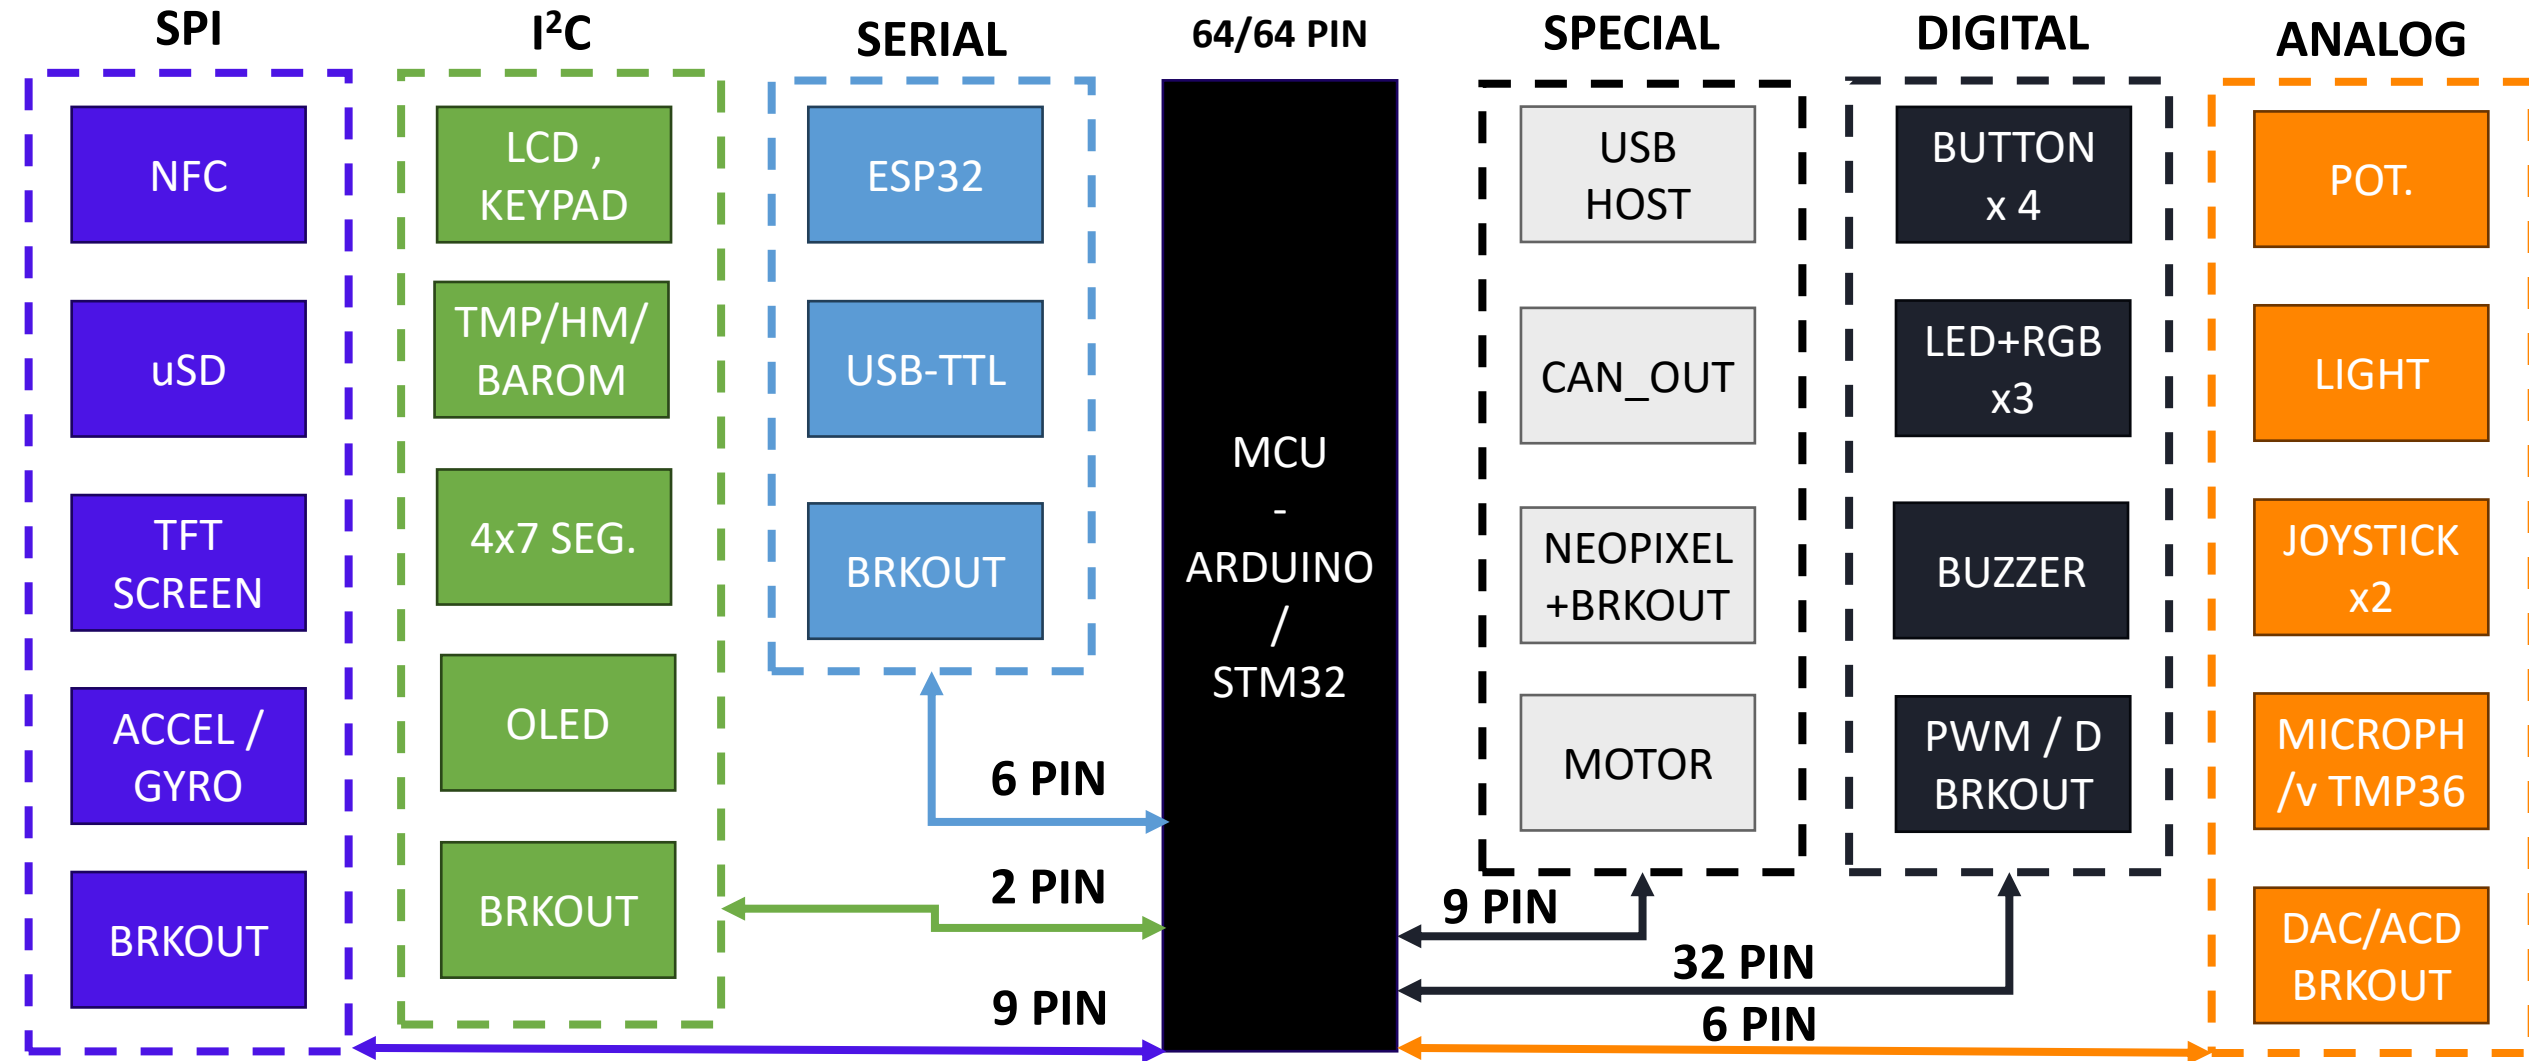 SPI
NFC
uSD
TFT
SCREEN
ACCEL /
GYRO
BRKOUT
I²C
LCD ,
KEYPAD
TMP/HM/
BAROM
4x7 SEG.
OLED
BRKOUT
SERIAL
ESP32
USB-TTL
BRKOUT
6 PIN
2 PIN
9 PIN
64/64 PIN
MCU
-
ARDUINO
/
STM32
SPECIAL
USB
HOST
CAN_OUT
NEOPIXEL
+BRKOUT
MOTOR
9 PIN
32 PIN
6 PIN
DIGITAL
BUTTON
x 4
LED+RGB
x3
BUZZER
PWM / D
BRKOUT
ANALOG
POT.
LIGHT
JOYSTICK
x2
MICROPH
/v TMP36
DAC/ACD
BRKOUT